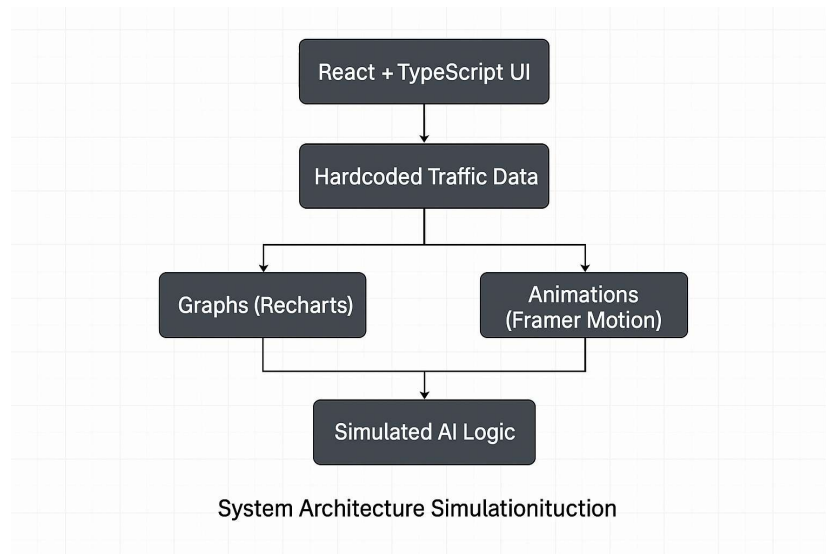 React + TypeScript UI
Hardcoded Traffic Data
Graphs (Recharts)
Animations
(Framer Motion)
Simulated AI Logic
System Architecture Simulationituction